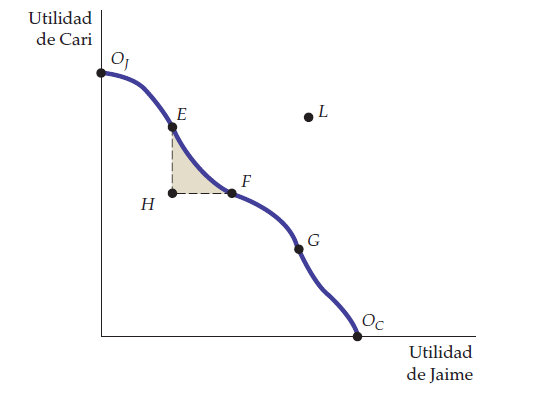 Utilidad
de Cari
O_J
E
L
F
H
G
O_C
Utilidad
de Jaime